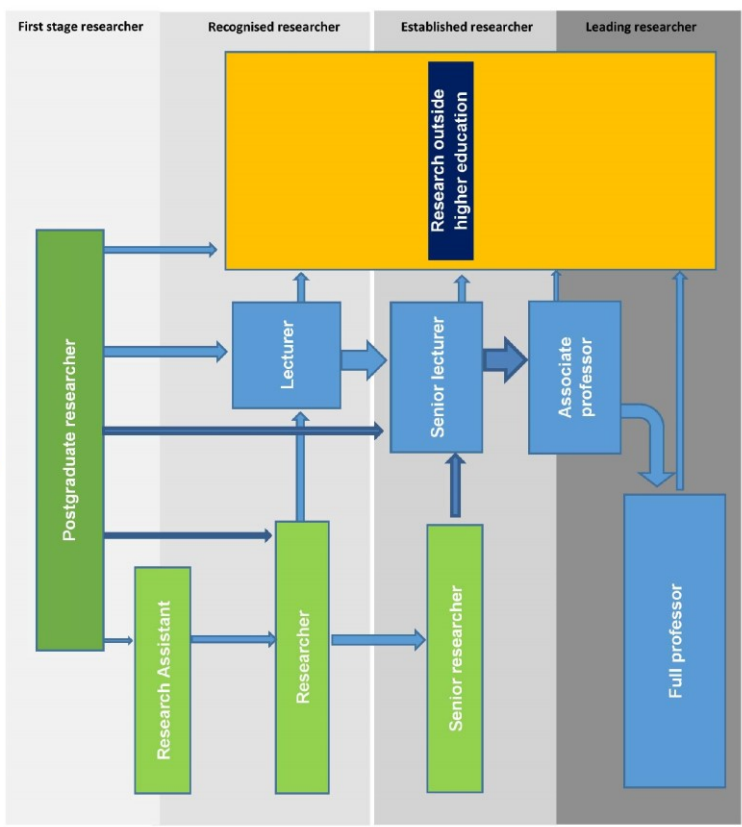 First stage researcher
Recognised researcher
Established researcher
Leading researcher
Research outside
higher education
Postgraduate researcher
Lecturer
Senior lecturer
Associate
professor
Research Assistant
Researcher
Senior researcher
Full professor